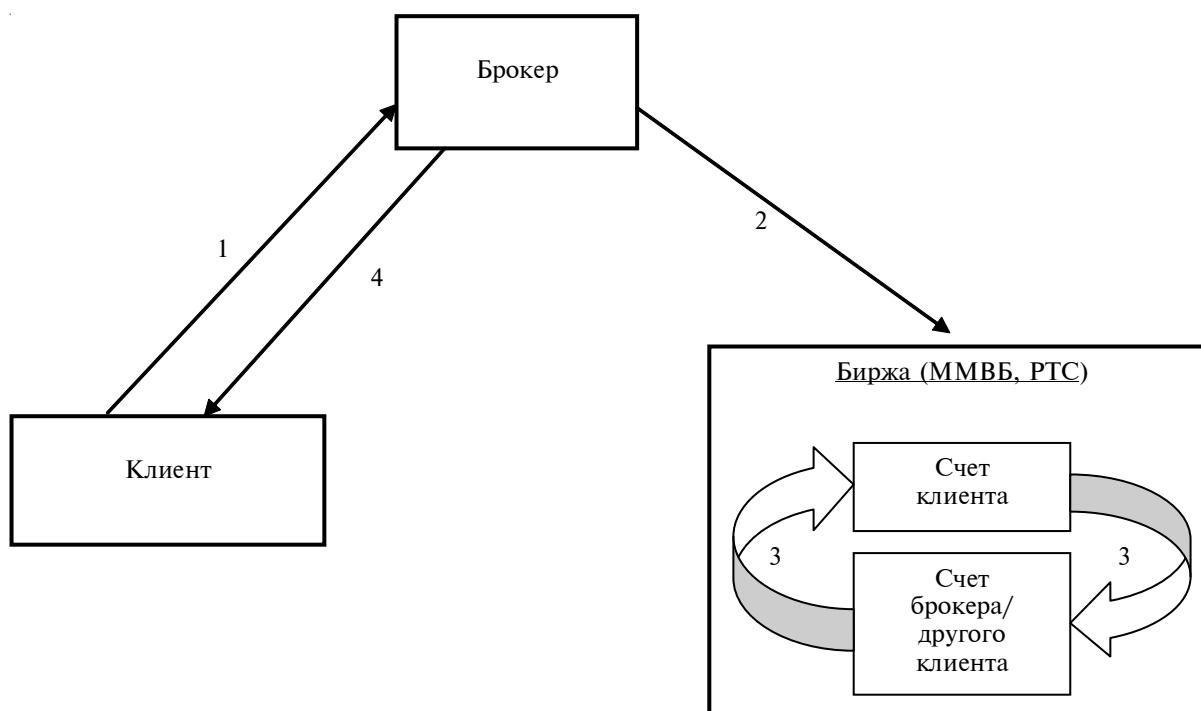 Брокер
1
2
4
Биржа (ММВБ, РТС)
Клиент
Счет
клиента
3
3
Счет
брокера/
другого
клиента